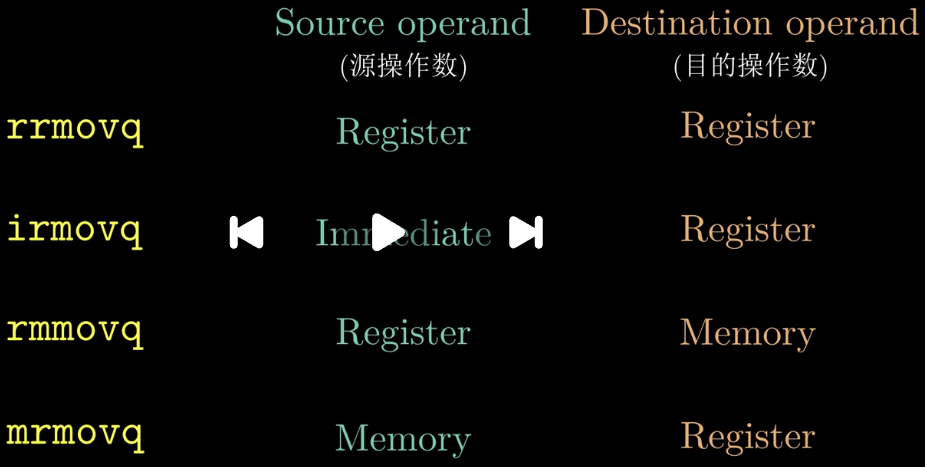 Source operand Destination operand
(源操作数) (目的操作数)
rrmovq Register Register
irmovq Immediate Register
rmmovq Register Memory
mrmovq Memory Register